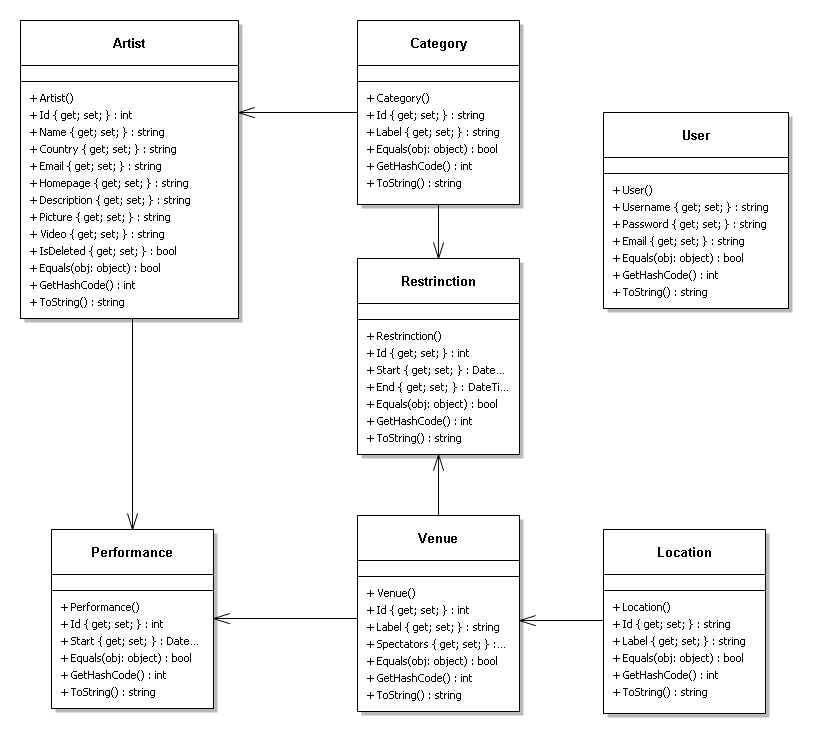 Artist
+ Artist()
+ Id { get; set; } : int
+ Name { get; set; } : string
+ Country { get; set; } : string
+ Email { get; set; } : string
+ Homepage { get; set; } : string
+ Description { get; set; } : string
+ Picture { get; set; } : string
+ Video { get; set; } : string
+ IsDeleted { get; set; } : bool
+ Equals(obj: object) : bool
+ GetHashCode() : int
+ ToString() : string
Category
+ Category()
+ Id { get; set; } : string
+ Label { get; set; } : string
+ Equals(obj: object) : bool
+ GetHashCode() : int
+ ToString() : string
User
+ User()
+ Username { get; set; } : string
+ Password { get; set; } : string
+ Email { get; set; } : string
+ Equals(obj: object) : bool
+ GetHashCode() : int
+ ToString() : string
Restrinction
+ Restrinction()
+ Id { get; set; } : int
+ Start { get; set; } : Date...
+ End { get; set; } : DateTi...
+ Equals(obj: object) : bool
+ GetHashCode() : int
+ ToString() : string
Performance
+ Performance()
+ Id { get; set; } : int
+ Start { get; set; } : Date...
+ Equals(obj: object) : bool
+ GetHashCode() : int
+ ToString() : string
Venue
+ Venue()
+ Id { get; set; } : int
+ Label { get; set; } : string
+ Spectators { get; set; } : ...
+ Equals(obj: object) : bool
+ GetHashCode() : int
+ ToString() : string
Location
+ Location()
+ Id { get; set; } : string
+ Label { get; set; } : string
+ Equals(obj: object) : bool
+ GetHashCode() : int
+ ToString() : string